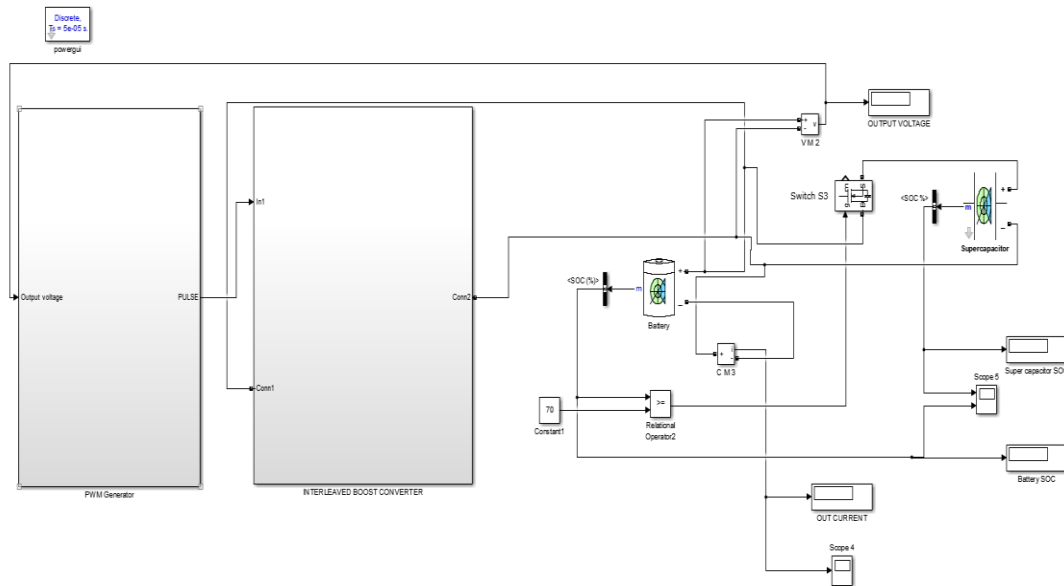 Discrete,
Ts = 5e-05 s.
powergui
Output voltage
PULSE
PWM Generator
In1
Conn2
Conn1
INTERLEAVED BOOST CONVERTER
+
-
v
VM 2
OUTPUT VOLTAGE
Switch S3
g
m
D
S
<SOC %>
m
+
_
Supercapacitor
<SOC (%)>
m
+
_
Battery
+
i
-
C M 3
70
Constant1
>=
Relational
Operator2
Super capacitor SO
Scope 5
Battery SOC
OUT CURRENT
Scope 4